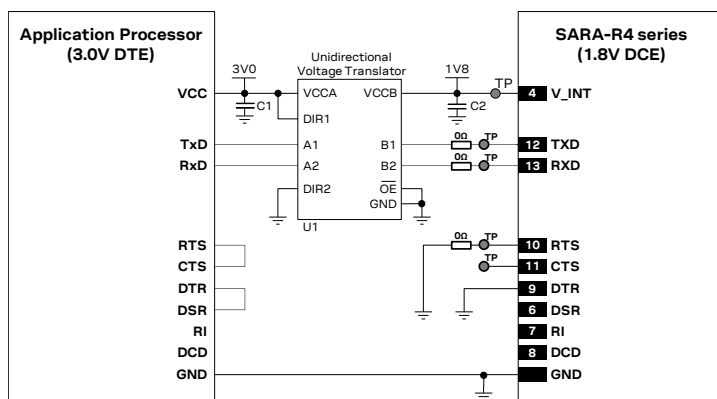 Application Processor
(3.0V DTE)
SARA-R4 series
(1.8V DCE)
Unidirectional
Voltage Translator
3V0
1V8
TP
VCC
C1
VCCA
VCCB
C2
4
V_INT
DIR1
0Ω
TP
TxD
A1
B1
12
TXD
0Ω
TP
RxD
A2
B2
13
RXD
DIR2
OE
GND
U1
0Ω
TP
RTS
10
RTS
TP
CTS
11
CTS
DTR
9
DTR
DSR
6
DSR
RI
7
RI
DCD
8
DCD
GND
GND